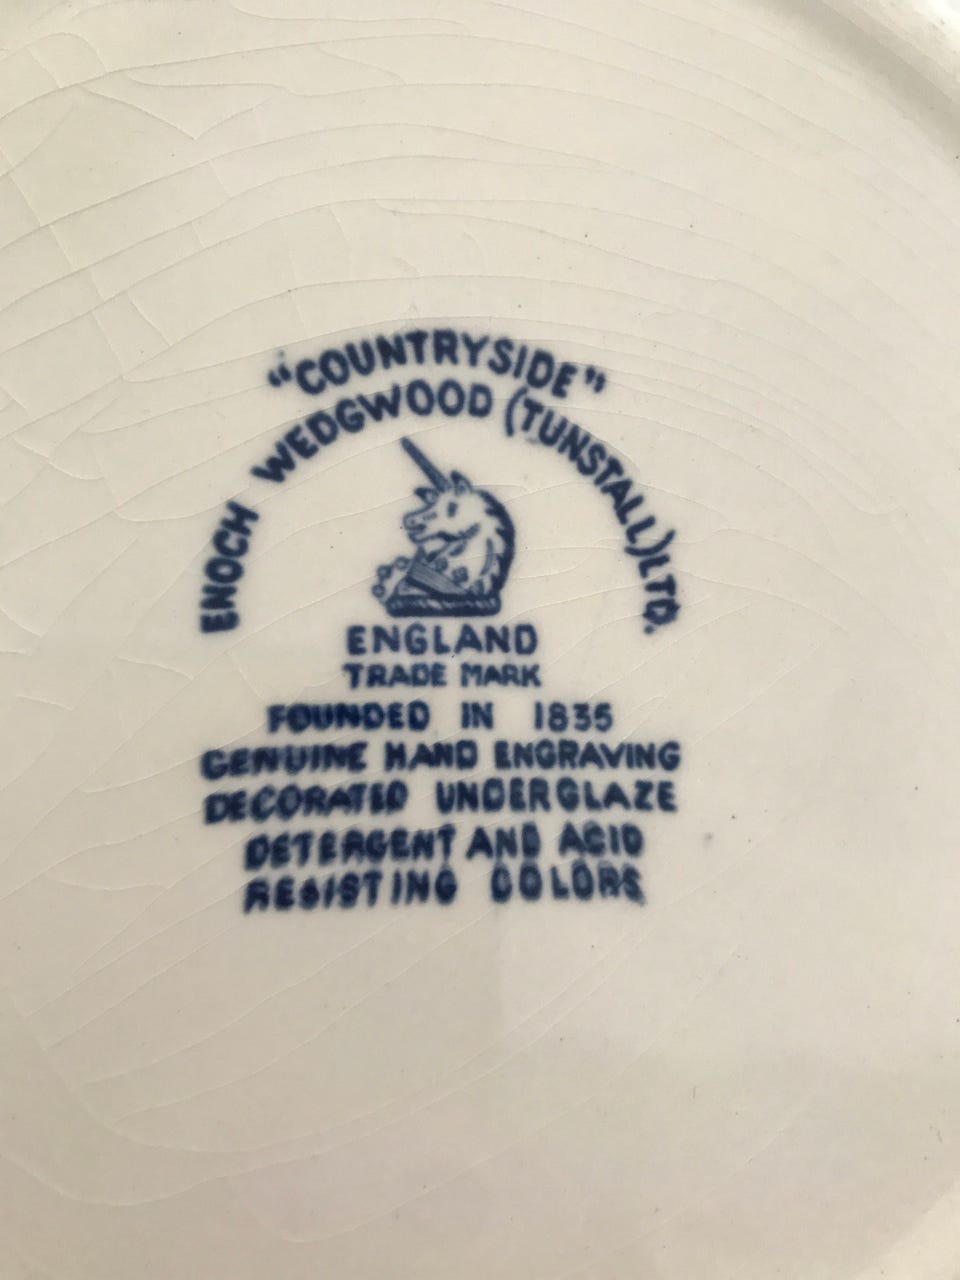 "COUNTRYSIDE"
ENOCH WEDGWOOD (TUNSTALL) LTD.
ENGLAND
TRADE MARK
FOUNDED IN 1835
GENUINE HAND ENGRAVING
DECORATED UNDERGLAZE
DETERGENT AND ACID
RESISTING COLORS